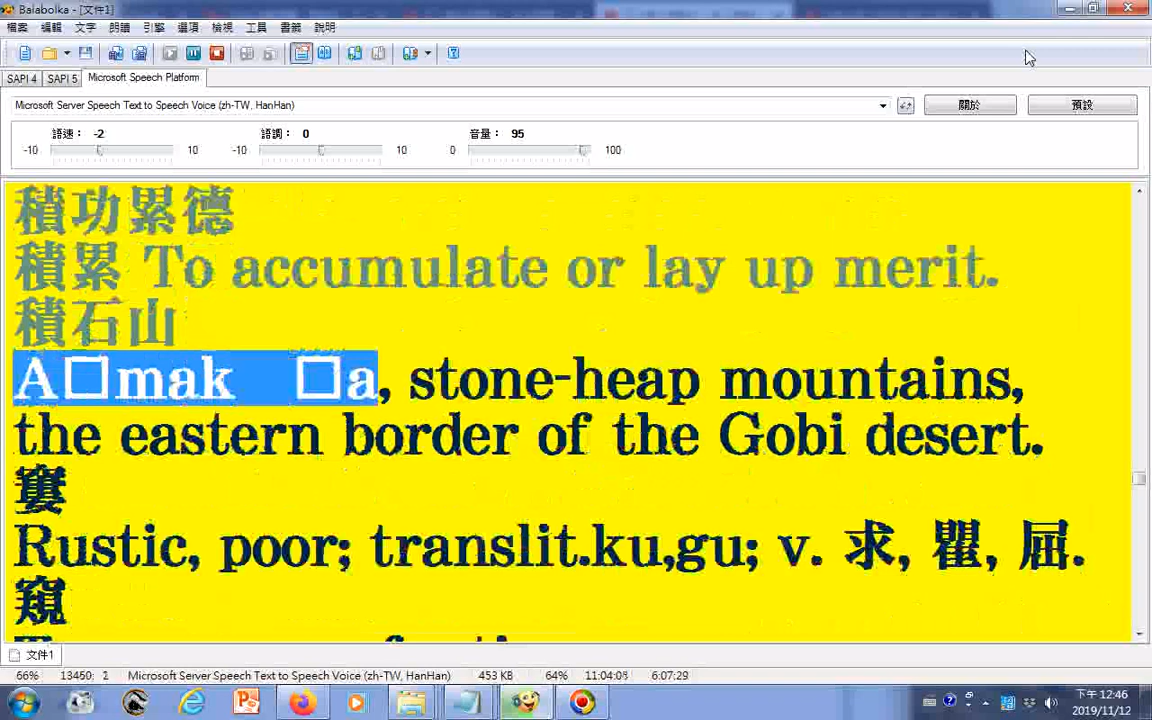 Balabolka - [文件1]
檔案 編輯 文字 朗讀 引擎 選項 檢視 工具 書籤 說明
SAPI 4 SAPI 5 Microsoft Speech Platform
Microsoft Server Speech Text to Speech Voice (zh-TW, HanHan) 關於 預設
語速： -2 語調： 0 音量： 95
-10 10 -10 10 0 100
積功累德
積累 To accumulate or lay up merit.
積石山
A□mak □a, stone-heap mountains,
the eastern border of the Gobi desert.
窶
Rustic, poor; translit.ku,gu; v. 求, 瞿, 屈.
窺
文件1
66% 13450: 2 Microsoft Server Speech Text to Speech Voice (zh-TW, HanHan) 453 KB 64% 11:04:05 6:07:29
下午 12:46
2019/11/12